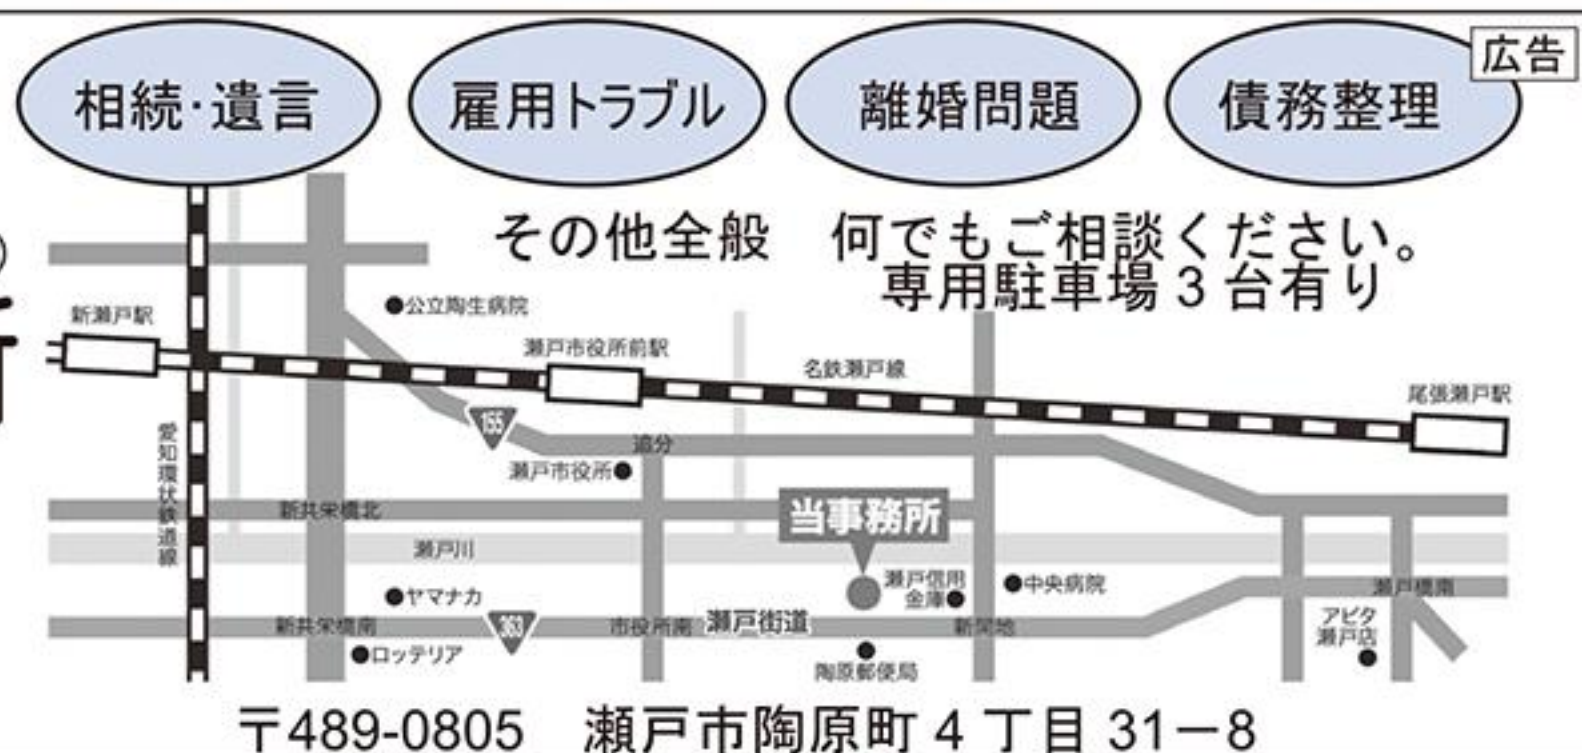 広告
相続・遺言
雇用トラブル
離婚問題
債務整理
その他全般　何でもご相談ください。
専用駐車場3台有り
新瀬戸駅
公立陶生病院
瀬戸市役所前駅
名鉄瀬戸線
尾張瀬戸駅
愛知環状鉄道線
155
追分
瀬戸市役所
新共栄橋北
当事務所
瀬戸川
ヤマナカ
瀬戸信用
金庫
中央病院
瀬戸橋南
新共栄橋南
363
市役所南
瀬戸街道
新開地
アピタ
瀬戸店
ロッテリア
陶原郵便局
〒489-0805　瀬戸市陶原町4丁目31－8